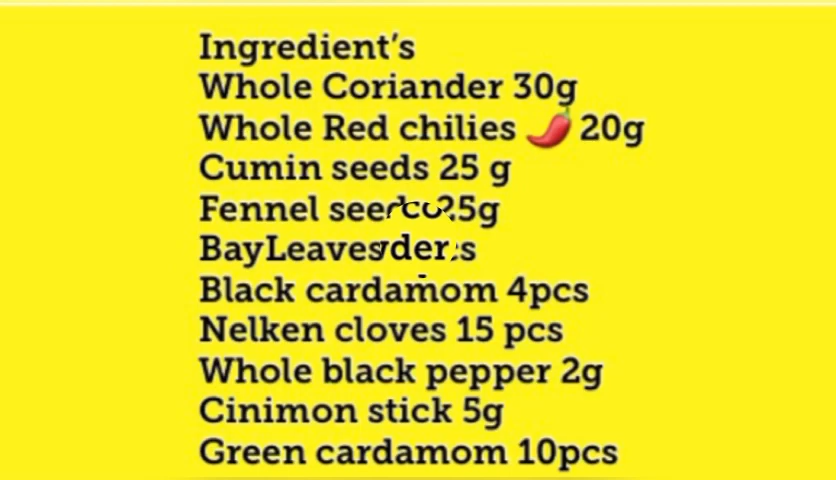 Ingredient's
Whole Coriander 30g
Whole Red chilies 🌶️ 20g
Cumin seeds 25 g
Fennel
BayLeaves
Black cardamom 4pcs
Nelken cloves 15 pcs
Whole black pepper 2g
Cinimon stick 5g
Green cardamom 10pcs